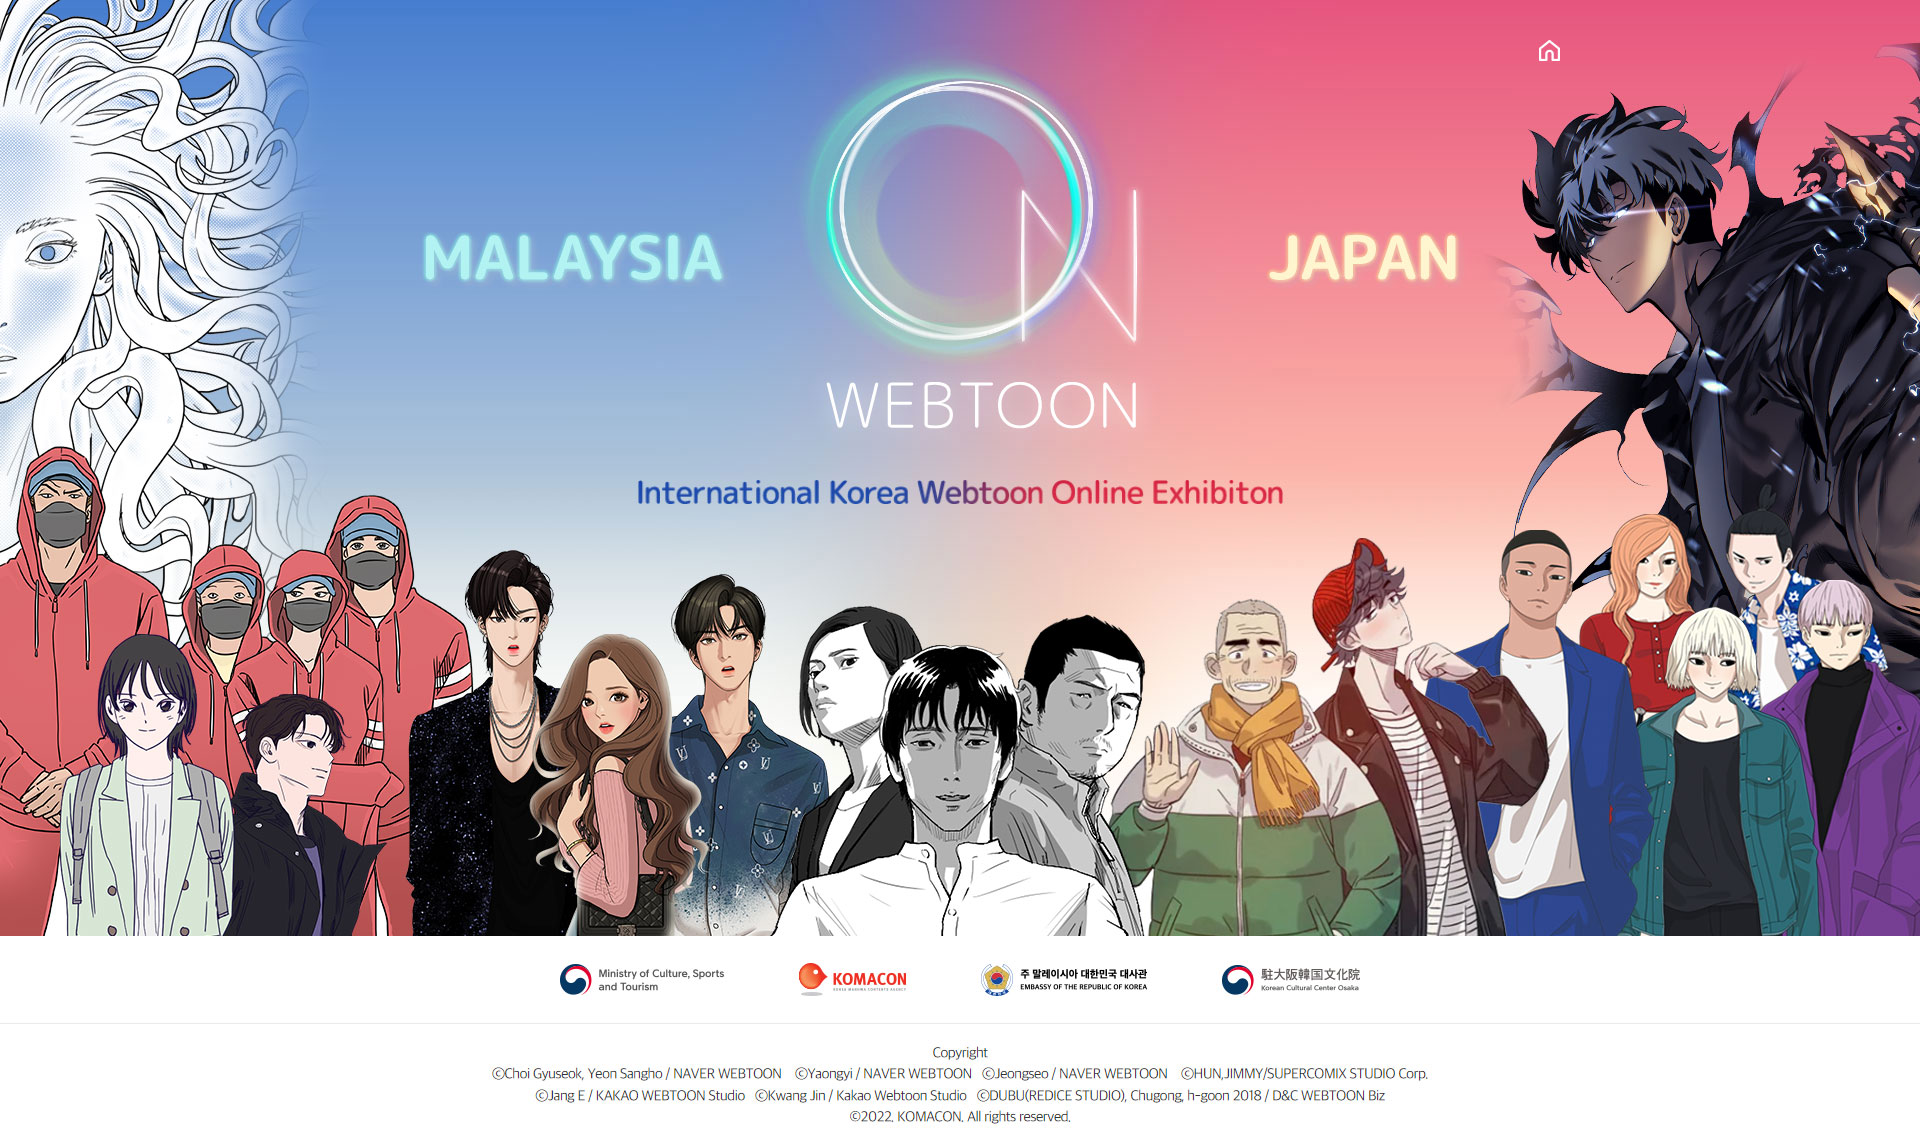 ON
MALAYSIA
JAPAN
WEBTOON
International Korea Webtoon Online Exhibiton
Ministry of Culture, Sports
and Tourism
KOMACON
KOREA MANHWA CONTENTS AGENCY
주 말레이시아 대한민국 대사관
EMBASSY OF THE REPUBLIC OF KOREA
駐大阪韓国文化院
Korean Cultural Center Osaka
Copyright
ⓒChoi Gyuseok, Yeon Sangho / NAVER WEBTOON ⓒYaongyi / NAVER WEBTOON ⓒJeongseo / NAVER WEBTOON ⓒHUN,JIMMY/SUPERCOMIX STUDIO Corp.
ⓒJang E / KAKAO WEBTOON Studio ⓒKwang Jin / Kakao Webtoon Studio ⓒDUBU(REDICE STUDIO), Chugong, h-goon 2018 / D&C WEBTOON Biz
©2022. KOMACON. All rights reserved.